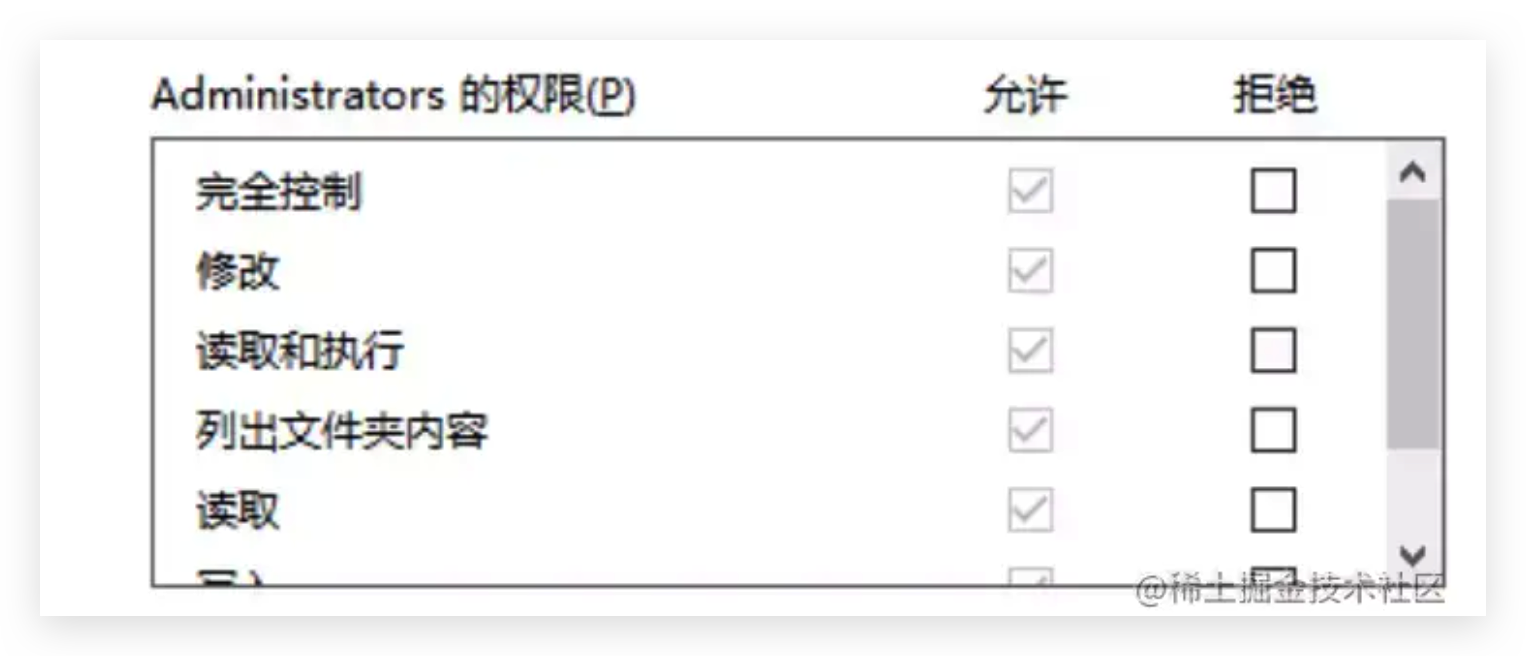 Administrators 的权限(P) 允许 拒绝
完全控制
修改
读取和执行
列出文件夹内容
读取
@稀土掘金技术社区